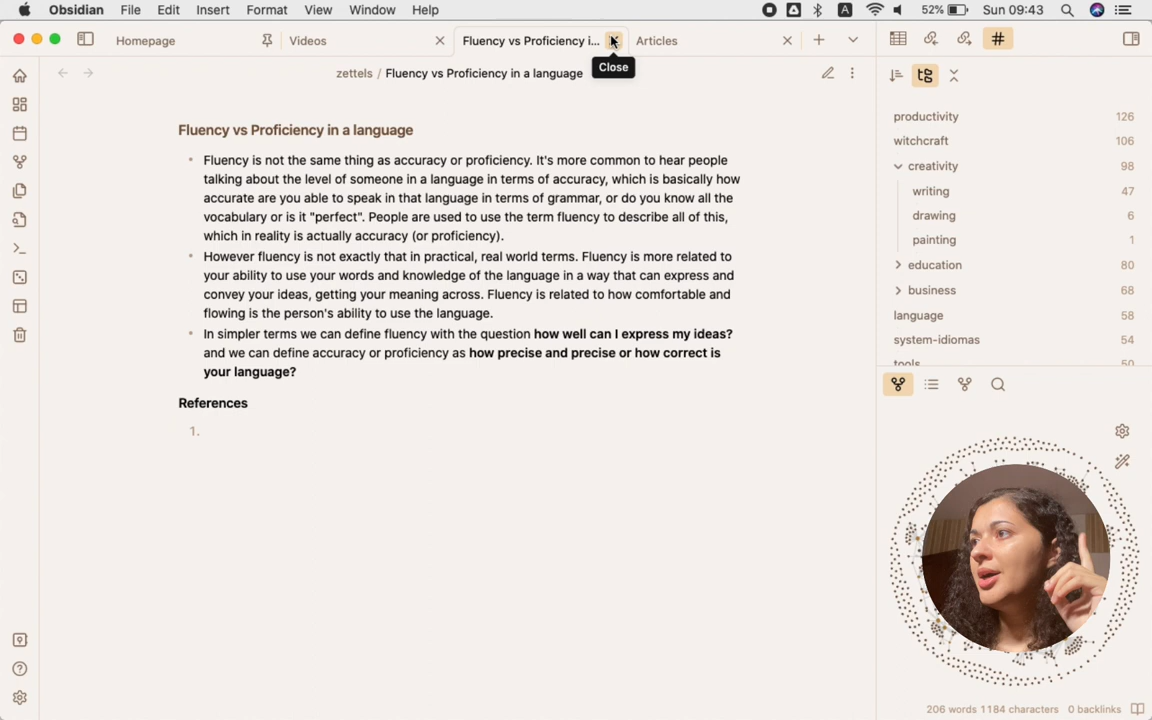 Obsidian File Edit Insert Format View Window Help A 52% Sun 09:43
Homepage Videos Fluency vs Proficiency i... Articles
Close
zettels / Fluency vs Proficiency in a language
Fluency vs Proficiency in a language
Fluency is not the same thing as accuracy or proficiency. It's more common to hear people
talking about the level of someone in a language in terms of accuracy, which is basically how
accurate are you able to speak in that language in terms of grammar, or do you know all the
vocabulary or is it "perfect". People are used to use the term fluency to describe all of this,
which in reality is actually accuracy (or proficiency).
However fluency is not exactly that in practical, real world terms. Fluency is more related to
your ability to use your words and knowledge of the language in a way that can express and
convey your ideas, getting your meaning across. Fluency is related to how comfortable and
flowing is the person's ability to use the language.
In simpler terms we can define fluency with the question how well can I express my ideas?
and we can define accuracy or proficiency as how precise and precise or how correct is
your language?
References
1.
productivity 126
witchcraft 106
creativity 98
writing 47
drawing 6
painting 1
education 80
business 68
language 58
system-idiomas 54
tools 50
206 words 1184 characters 0 backlinks